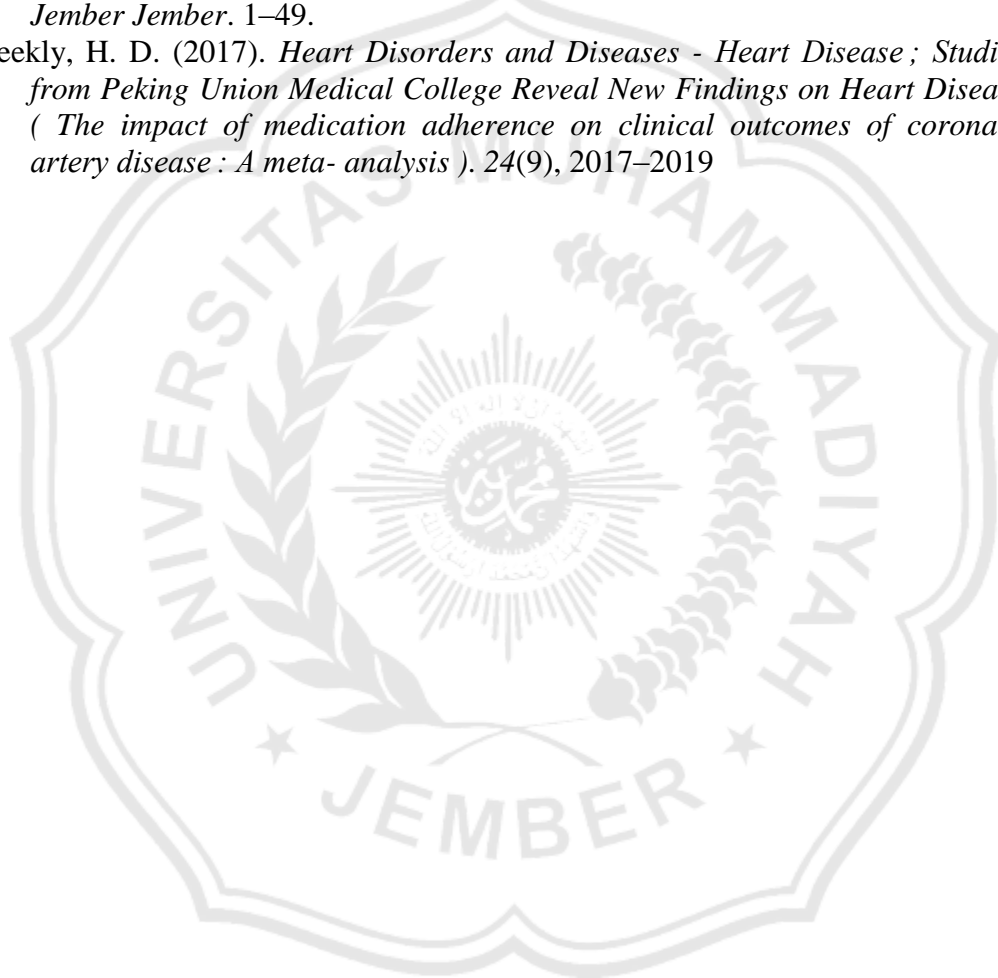 Jember Jember. 1–49.
eekly, H. D. (2017). Heart Disorders and Diseases - Heart Disease ; Studi
from Peking Union Medical College Reveal New Findings on Heart Disea
( The impact of medication adherence on clinical outcomes of corona
artery disease : A meta- analysis ). 24(9), 2017–2019
UNIVERSITAS MUHAMMADIYAH
JEMBER